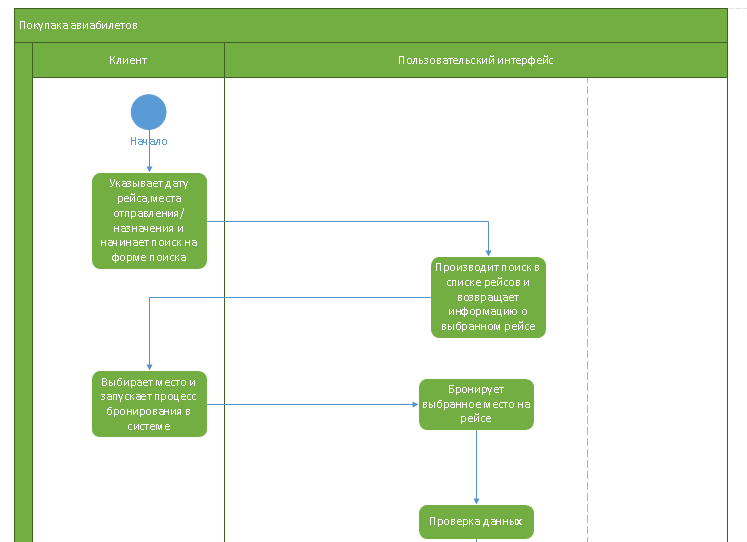 Покупака авиабилетов
Клиент
Пользовательский интерфейс
Начало
Указывает дату
рейса,места
отправления/
назначения и
начинает поиск на
форме поиска
Производит поиск в
списке рейсов и
возвращает
информацию о
выбранном рейсе
Выбирает место и
запускает процесс
бронирования в
системе
Бронирует
выбранное место на
рейсе
Проверка данных